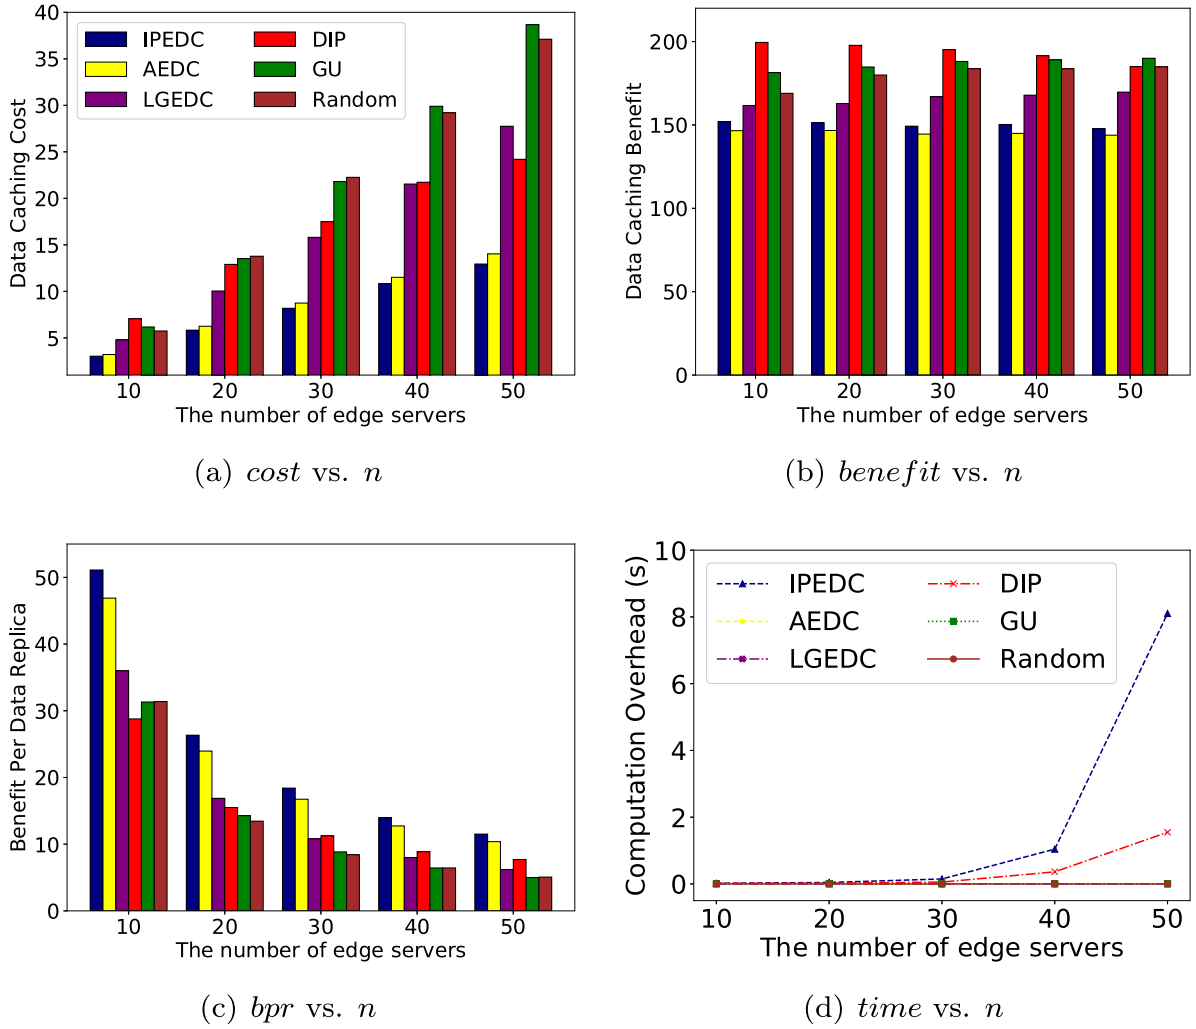 40
35
30
25
20
15
10
5
Data Caching Cost
IPEDC
AEDC
LGEDC
DIP
GU
Random
10 20 30 40 50
The number of edge servers
(a) cost vs. n
200
150
100
50
0
Data Caching Benefit
10 20 30 40 50
The number of edge servers
(b) benefit vs. n
50
40
30
20
10
0
Benefit Per Data Replica
10 20 30 40 50
The number of edge servers
(c) bpr vs. n
10
8
6
4
2
0
Computation Overhead (s)
IPEDC
AEDC
LGEDC
DIP
GU
Random
10 20 30 40 50
The number of edge servers
(d) time vs. n